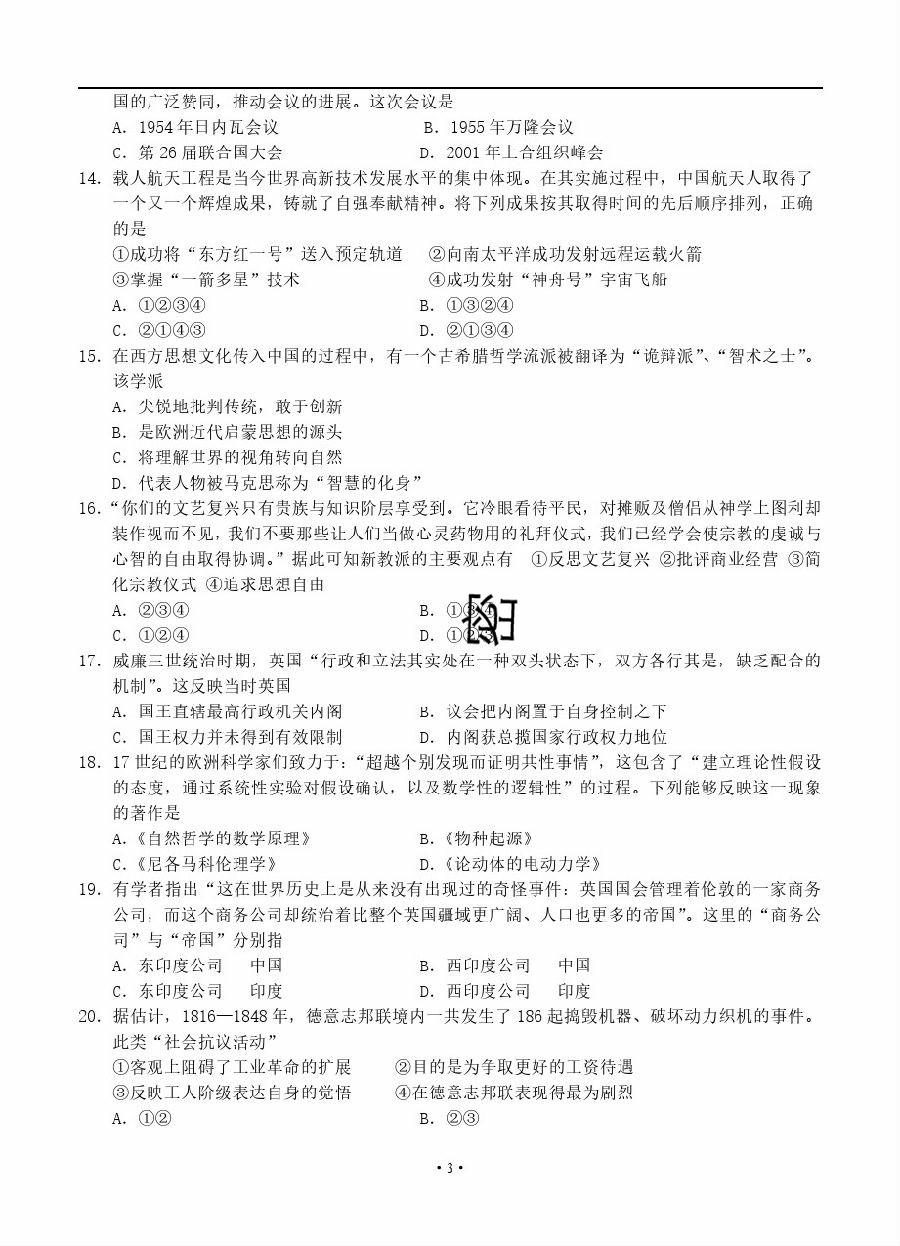 国的广泛赞同，推动会议的进展。这次会议是
A．1954年日内瓦会议 B．1955年万隆会议
C．第26届联合国大会 D．2001年上合组织峰会
14．载人航天工程是当今世界高新技术发展水平的集中体现。在其实施过程中，中国航天人取得了
一个又一个辉煌成果，铸就了自强奉献精神。将下列成果按其取得时间的先后顺序排列，正确
的是
①成功将“东方红一号”送入预定轨道 ②向南太平洋成功发射远程运载火箭
③掌握“一箭多星”技术 ④成功发射“神舟号”宇宙飞船
A．①②③④ B．①③②④
C．②①④③ D．②①③④
15．在西方思想文化传入中国的过程中，有一个古希腊哲学流派被翻译为“诡辩派”、“智术之士”。
该学派
A．尖锐地批判传统，敢于创新
B．是欧洲近代启蒙思想的源头
C．将理解世界的视角转向自然
D．代表人物被马克思称为“智慧的化身”
16．“你们的文艺复兴只有贵族与知识阶层享受到。它冷眼看待平民，对摊贩及僧侣从神学上图利却
装作视而不见，我们不要那些让人们当做心灵药物用的礼拜仪式，我们已经学会使宗教的虔诚与
心智的自由取得协调。”据此可知新教派的主要观点有 ①反思文艺复兴 ②批评商业经营 ③简
化宗教仪式 ④追求思想自由
A．②③④ B．①③④
C．①②④ D．①②③
17．威廉三世统治时期，英国“行政和立法其实处在一种双头状态下，双方各行其是，缺乏配合的
机制”。这反映当时英国
A．国王直辖最高行政机关内阁 B．议会把内阁置于自身控制之下
C．国王权力并未得到有效限制 D．内阁获总揽国家行政权力地位
18．17世纪的欧洲科学家们致力于：“超越个别发现而证明共性事情”，这包含了“建立理论性假设
的态度，通过系统性实验对假设确认，以及数学性的逻辑性”的过程。下列能够反映这一现象
的著作是
A．《自然哲学的数学原理》 B．《物种起源》
C．《尼各马科伦理学》 D．《论动体的电动力学》
19．有学者指出“这在世界历史上是从来没有出现过的奇怪事件：英国国会管理着伦敦的一家商务
公司；而这个商务公司却统治着比整个英国疆域更广阔、人口也更多的帝国”。这里的“商务公
司”与“帝国”分别指
A．东印度公司 中国 B．西印度公司 中国
C．东印度公司 印度 D．西印度公司 印度
20．据估计，1816—1848年，德意志邦联境内一共发生了186起捣毁机器、破坏动力织机的事件。
此类“社会抗议活动”
①客观上阻碍了工业革命的扩展 ②目的是为争取更好的工资待遇
③反映工人阶级表达自身的觉悟 ④在德意志邦联表现得最为剧烈
A．①② B．②③
·3·